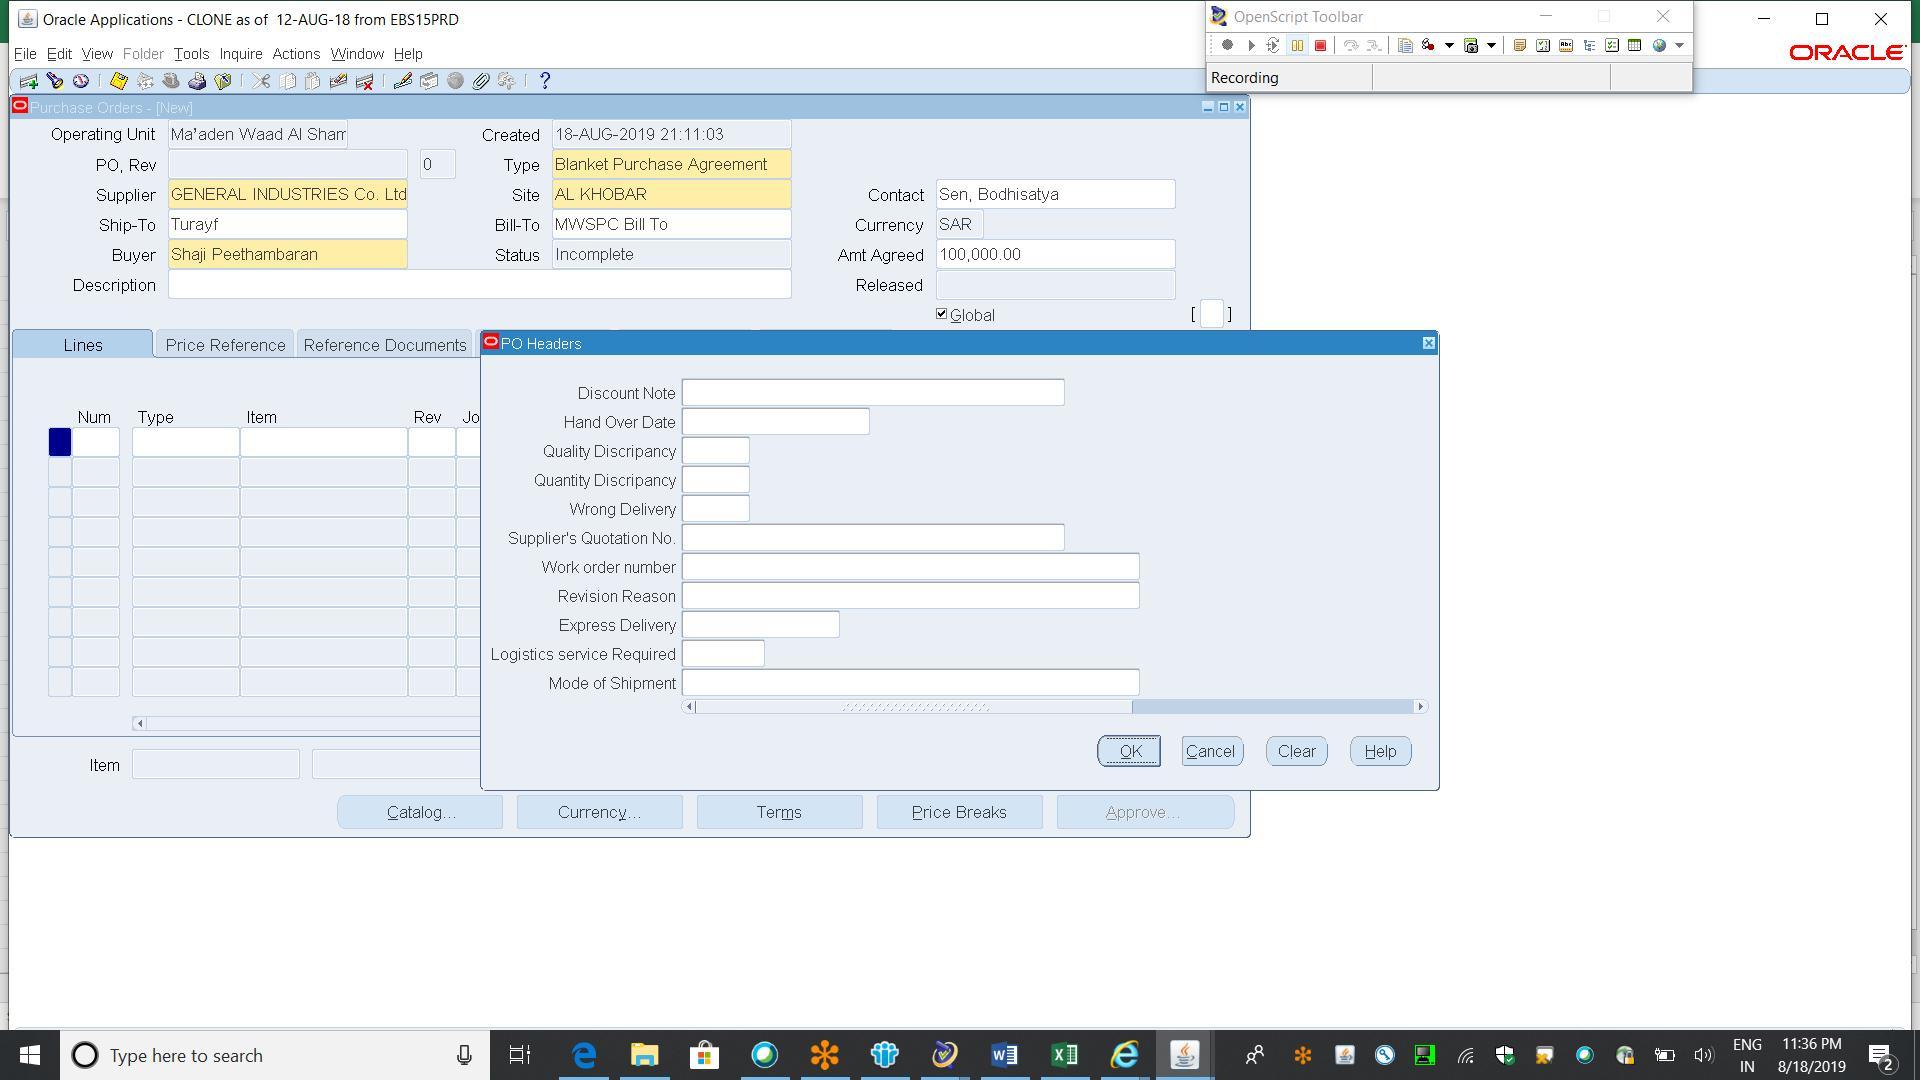 Oracle Applications - CLONE as of 12-AUG-18 from EBS15PRD
OpenScript Toolbar
File Edit View Folder Tools Inquire Actions Window Help
ORACLE
Recording
Purchase Orders - [New]
Operating Unit Ma'aden Waad Al Sham Created 18-AUG-2019 21:11:03
PO, Rev 0 Type Blanket Purchase Agreement
Supplier GENERAL INDUSTRIES Co. Ltd Site AL KHOBAR Contact Sen, Bodhisatya
Ship-To Turayf Bill-To MWSPC Bill To Currency SAR
Buyer Shaji Peethambaran Status Incomplete Amt Agreed 100,000.00
Description Released
Global [ ]
Lines Price Reference Reference Documents
PO Headers
Num Type Item Rev Jo
Discount Note
Hand Over Date
Quality Discripancy
Quantity Discripancy
Wrong Delivery
Supplier's Quotation No.
Work order number
Revision Reason
Express Delivery
Logistics service Required
Mode of Shipment
OK Cancel Clear Help
Item
Catalog... Currency... Terms Price Breaks Approve...
Type here to search
ENG
IN
11:36 PM
8/18/2019
2